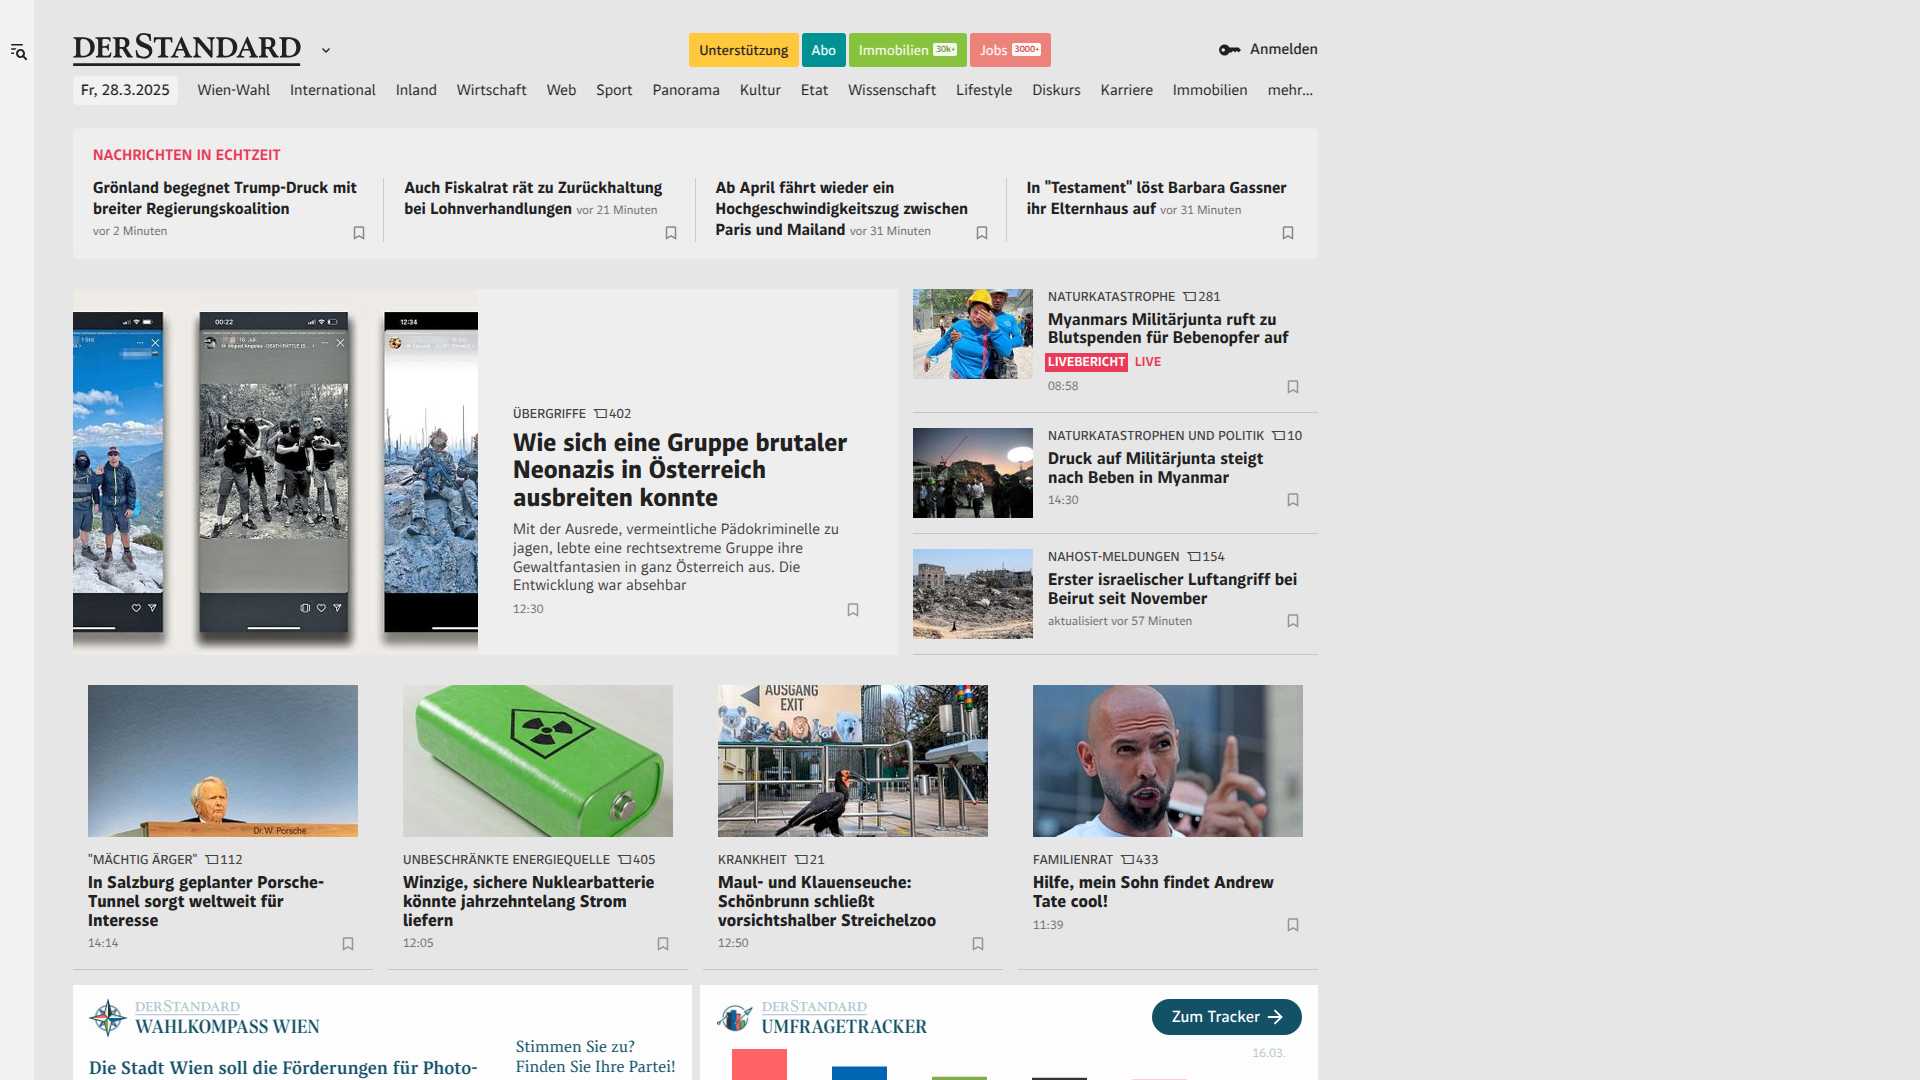 DERSTANDARD
Unterstützung
Abo
Immobilien 30k+
Jobs 3000+
Anmelden
Fr, 28.3.2025
Wien-Wahl
International
Inland
Wirtschaft
Web
Sport
Panorama
Kultur
Etat
Wissenschaft
Lifestyle
Diskurs
Karriere
Immobilien
mehr...
NACHRICHTEN IN ECHTZEIT
Grönland begegnet Trump-Druck mit
breiter Regierungskoalition
vor 2 Minuten
Auch Fiskalrat rät zu Zurückhaltung
bei Lohnverhandlungen vor 21 Minuten
Ab April fährt wieder ein
Hochgeschwindigkeitszug zwischen
Paris und Mailand vor 31 Minuten
In "Testament" löst Barbara Gassner
ihr Elternhaus auf vor 31 Minuten
00:22
12:34
ÜBERGRIFFE 402
Wie sich eine Gruppe brutaler
Neonazis in Österreich
ausbreiten konnte
Mit der Ausrede, vermeintliche Pädokriminelle zu
jagen, lebte eine rechtsextreme Gruppe ihre
Gewaltfantasien in ganz Österreich aus. Die
Entwicklung war absehbar
12:30
NATURKATASTROPHE 281
Myanmars Militärjunta ruft zu
Blutspenden für Bebenopfer auf
LIVEBERICHT LIVE
08:58
NATURKATASTROPHEN UND POLITIK 10
Druck auf Militärjunta steigt
nach Beben in Myanmar
14:30
NAHOST-MELDUNGEN 154
Erster israelischer Luftangriff bei
Beirut seit November
aktualisiert vor 57 Minuten
Dr. W. Porsche
"MÄCHTIG ÄRGER" 112
In Salzburg geplanter Porsche-
Tunnel sorgt weltweit für
Interesse
14:14
UNBESCHRÄNKTE ENERGIEQUELLE 405
Winzige, sichere Nuklearbatterie
könnte jahrzehntelang Strom
liefern
12:05
AUSGANG
EXIT
KRANKHEIT 21
Maul- und Klauenseuche:
Schönbrunn schließt
vorsichtshalber Streichelzoo
12:50
FAMILIENRAT 433
Hilfe, mein Sohn findet Andrew
Tate cool!
11:39
DERSTANDARD
WAHLKOMPASS WIEN
Die Stadt Wien soll die Förderungen für Photo-
Stimmen Sie zu?
Finden Sie Ihre Partei!
DERSTANDARD
UMFRAGETRACKER
Zum Tracker
16.03.